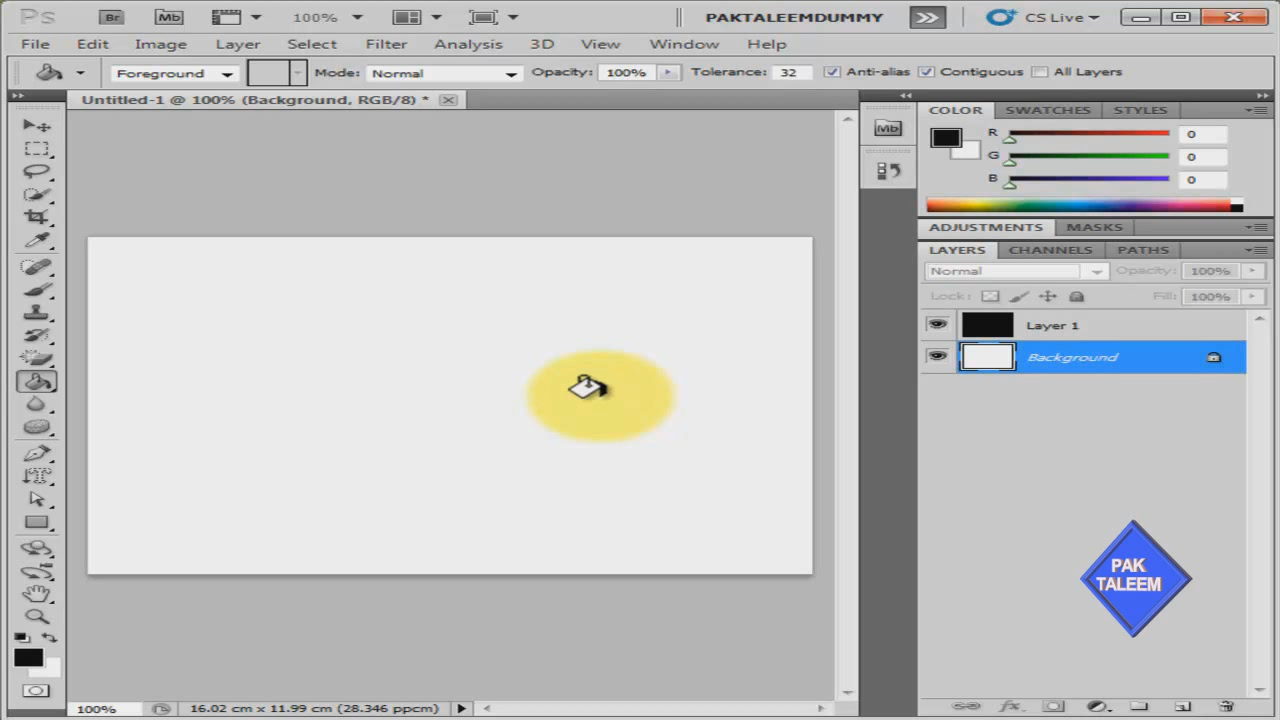 Ps Br Mb 100% PAKTALEEMDUMMY CS Live
File Edit Image Layer Select Filter Analysis 3D View Window Help
Foreground Mode: Normal Opacity: 100% Tolerance: 32 Anti-alias Contiguous All Layers
Untitled-1 @ 100% (Background, RGB/8) *
Mb
COLOR SWATCHES STYLES
R 0
G 0
B 0
ADJUSTMENTS MASKS
LAYERS CHANNELS PATHS
Normal Opacity: 100%
Lock: Fill: 100%
Layer 1
Background
PAK
TALEEM
100% 16.02 cm x 11.99 cm (28.346 ppcm)